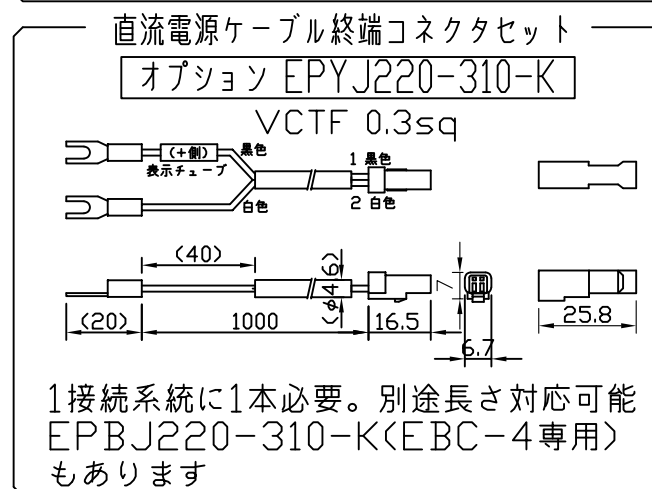 直流電源ケーブル終端コネクタセット
オプション EPYJ220-310-K
VCTF 0.3sq
(+側)
黒色
表示チューブ
白色
1 黒色
2 白色
(40)
(φ4.6)
7
(20)
1000
16.5
6.7
25.8
1接続系統に1本必要。別途長さ対応可能
EPBJ220-310-K(EBC-4専用)
もあります